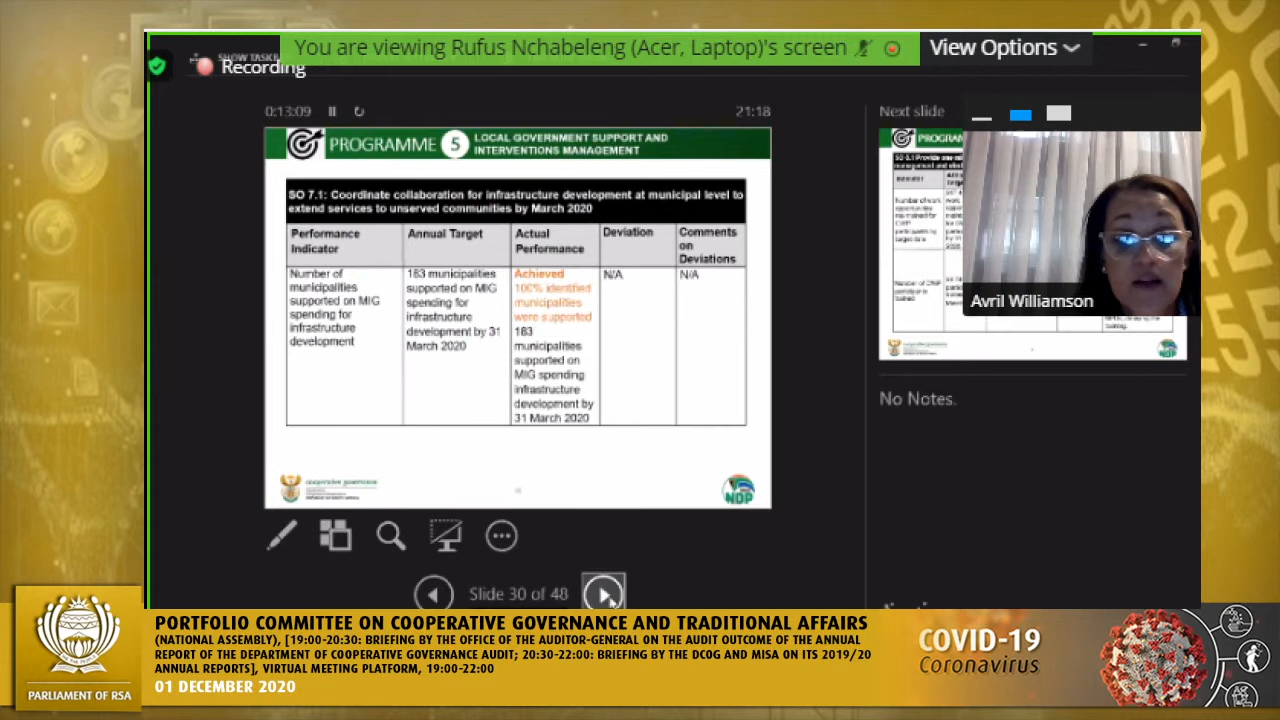 You are viewing Rufus Nchabeleng (Acer, Laptop)'s screen
View Options
Recording
0:13:09
21:18
Next slide
PROGRAMME 5 LOCAL GOVERNMENT SUPPORT AND
INTERVENTIONS MANAGEMENT
SO 7.1: Coordinate collaboration for infrastructure development at municipal level to
extend services to unserved communities by March 2020
Performance
Indicator
Annual Target
Actual
Performance
Deviation
Comments
on
Deviations
Number of
municipalities
supported on MIG
spending for
infrastructure
development
183 municipalities
supported on MIG
spending for
infrastructure
development by 31
March 2020
Achieved
100% identified
municipalities
were supported
183
municipalities
supported on
MIG spending
infrastructure
development by
31 March 2020
N/A
N/A
cooperative governance
NDP
Avril Williamson
No Notes.
Slide 30 of 48
PORTFOLIO COMMITTEE ON COOPERATIVE GOVERNANCE AND TRADITIONAL AFFAIRS
(NATIONAL ASSEMBLY), [19:00-20:30: BRIEFING BY THE OFFICE OF THE AUDITOR-GENERAL ON THE AUDIT OUTCOME OF THE ANNUAL
REPORT OF THE DEPARTMENT OF COOPERATIVE GOVERNANCE AUDIT; 20:30-22:00: BRIEFING BY THE DCOG AND MISA ON ITS 2019/20
ANNUAL REPORTS], VIRTUAL MEETING PLATFORM, 19:00-22:00
01 DECEMBER 2020
PARLIAMENT OF RSA
COVID-19
Coronavirus